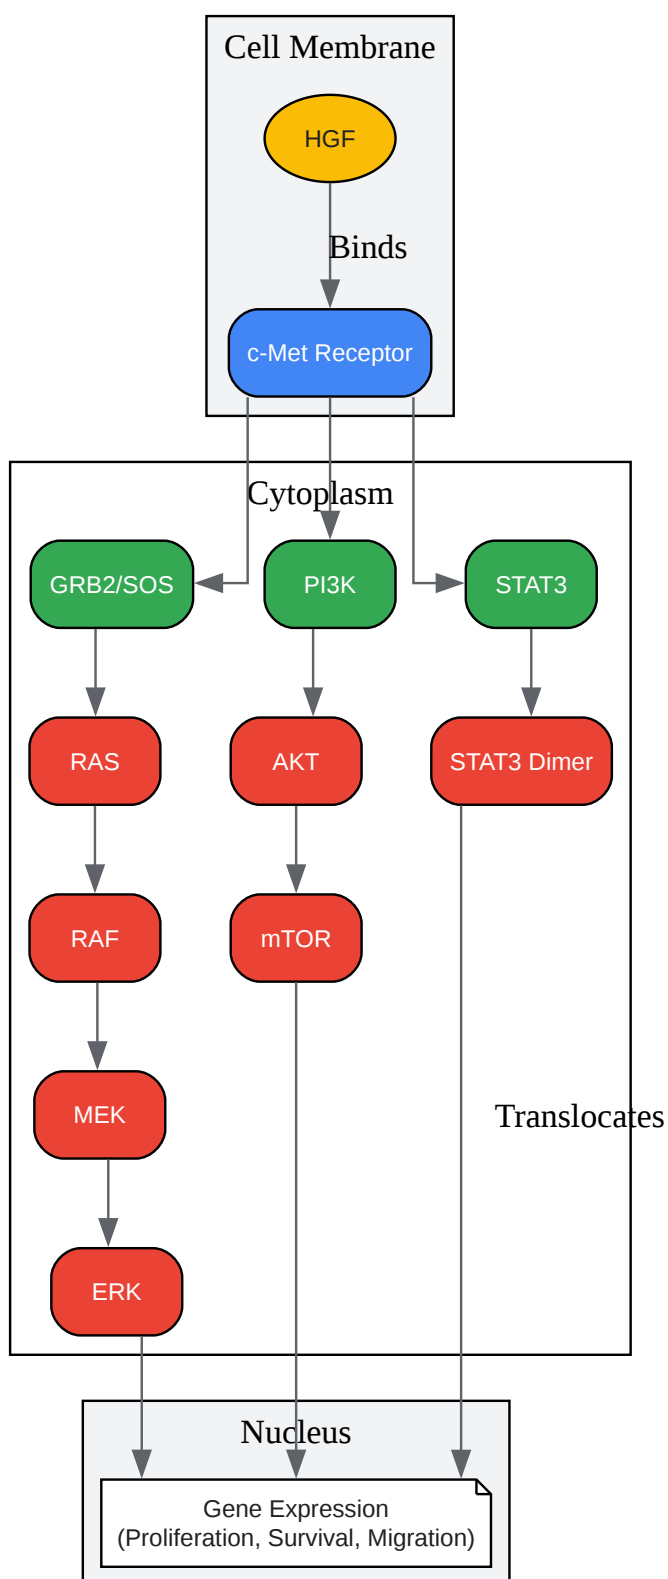 Cell Membrane
HGF
Binds
c-Met Receptor
Cytoplasm
GRB2/SOS
PI3K
STAT3
RAS
AKT
STAT3 Dimer
RAF
mTOR
MEK
Translocates
ERK
Nucleus
Gene Expression
(Proliferation, Survival, Migration)